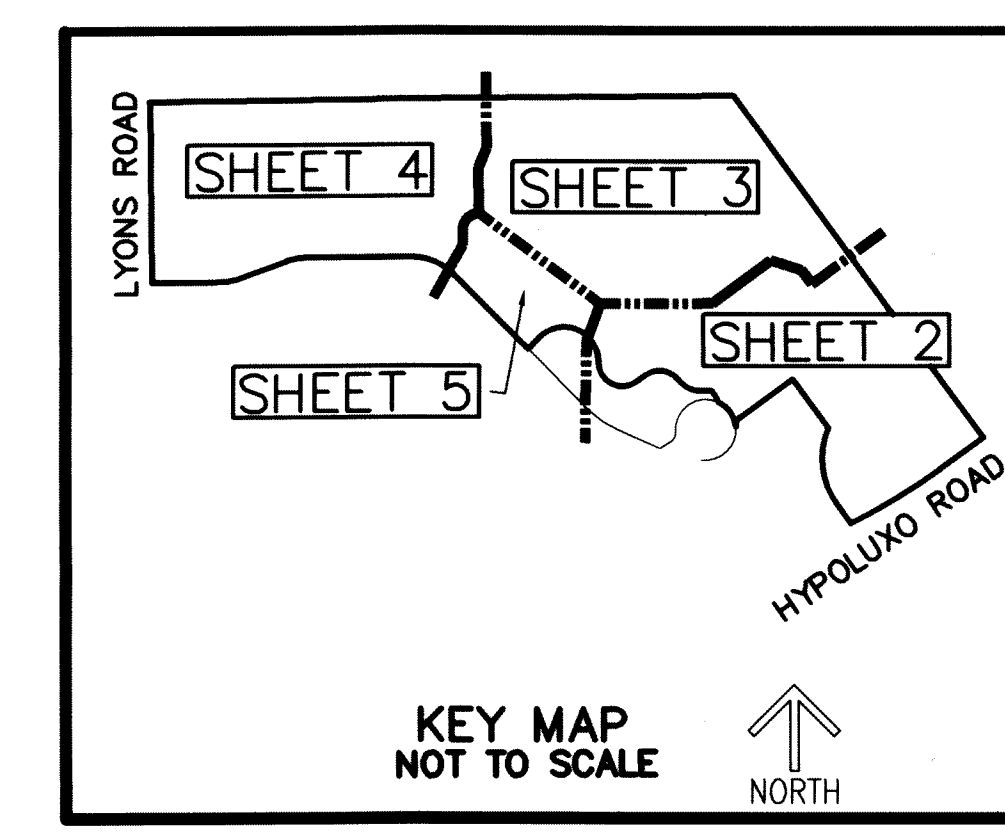 LYONS ROAD
SHEET 4
SHEET 3
SHEET 2
SHEET 5
HYPOLUXO ROAD
KEY MAP
NOT TO SCALE
NORTH